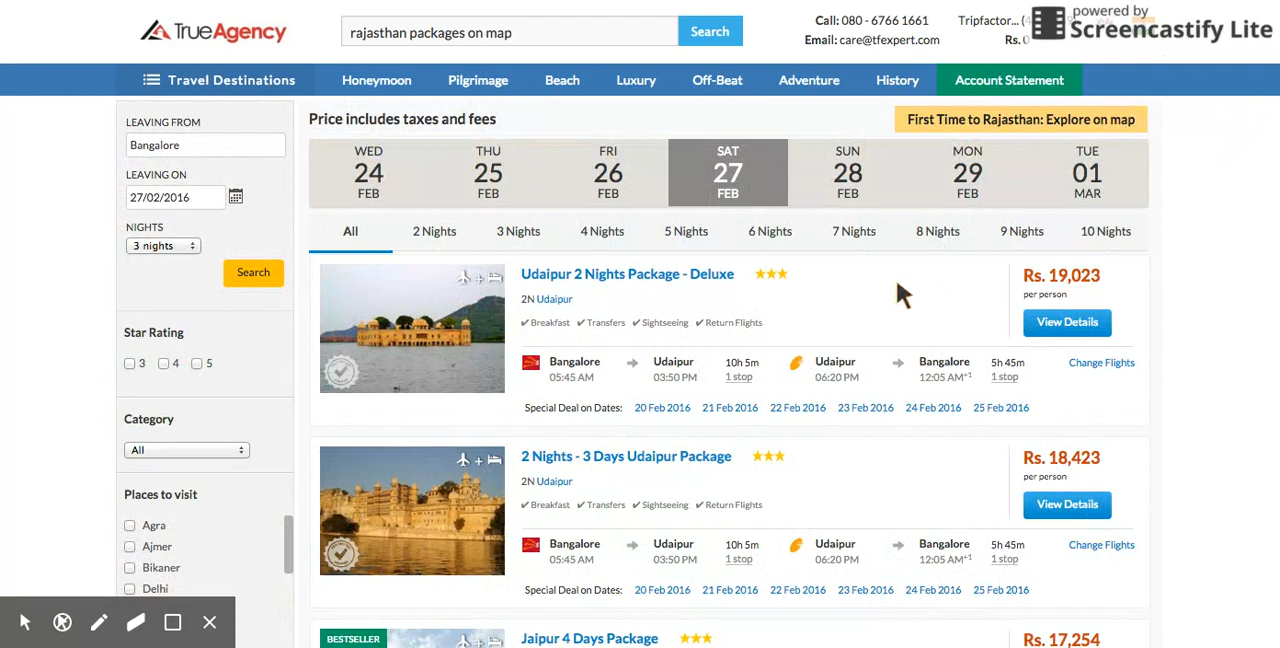 TrueAgency
rajasthan packages on map
Search
Call: 080 - 6766 1661
Email: care@tfexpert.com
Tripfactor...
Rs.
powered by
Screencastify Lite
Travel Destinations
Honeymoon
Pilgrimage
Beach
Luxury
Off-Beat
Adventure
History
Account Statement
LEAVING FROM
Bangalore
LEAVING ON
27/02/2016
NIGHTS
3 nights
Search
Star Rating
3 4 5
Category
All
Places to visit
Agra
Ajmer
Bikaner
Delhi
Price includes taxes and fees
First Time to Rajasthan: Explore on map
WED THU FRI SAT SUN MON TUE
24 25 26 27 28 29 01
FEB FEB FEB FEB FEB FEB MAR
All 2 Nights 3 Nights 4 Nights 5 Nights 6 Nights 7 Nights 8 Nights 9 Nights 10 Nights
Udaipur 2 Nights Package - Deluxe
Rs. 19,023
per person
2N Udaipur
✔Breakfast ✔Transfers ✔Sightseeing ✔Return Flights
View Details
Bangalore Udaipur 10h 5m Udaipur Bangalore 5h 45m Change Flights
05:45 AM 03:50 PM 1 stop 06:20 PM 12:05 AM+1 1 stop
Special Deal on Dates: 20 Feb 2016 21 Feb 2016 22 Feb 2016 23 Feb 2016 24 Feb 2016 25 Feb 2016
2 Nights - 3 Days Udaipur Package
Rs. 18,423
per person
2N Udaipur
✔Breakfast ✔Transfers ✔Sightseeing ✔Return Flights
View Details
Bangalore Udaipur 10h 5m Udaipur Bangalore 5h 45m Change Flights
05:45 AM 03:50 PM 1 stop 06:20 PM 12:05 AM+1 1 stop
Special Deal on Dates: 20 Feb 2016 21 Feb 2016 22 Feb 2016 23 Feb 2016 24 Feb 2016 25 Feb 2016
BESTSELLER
Jaipur 4 Days Package
Rs. 17,254